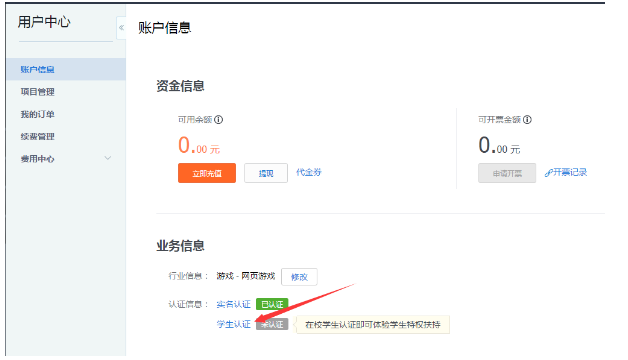 用户中心
«
账户信息
项目管理
我的订单
续费管理
费用中心
账户信息
资金信息
可用余额
0.00 元
立即充值 提现 代金券
可开票金额
0.00 元
申请开票 开票记录
业务信息
行业信息： 游戏 - 网页游戏 修改
认证信息： 实名认证 已认证
学生认证 未认证 在校学生认证即可体验学生特权扶持